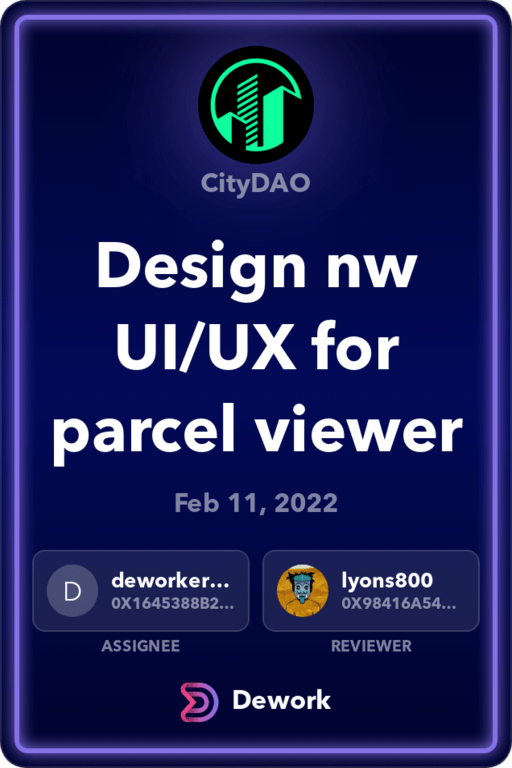 CityDAO
Design nw
UI/UX for
parcel viewer
Feb 11, 2022
D
deworker...
0X1645388B2...
lyons800
0X98416A54...
ASSIGNEE
REVIEWER
Dework